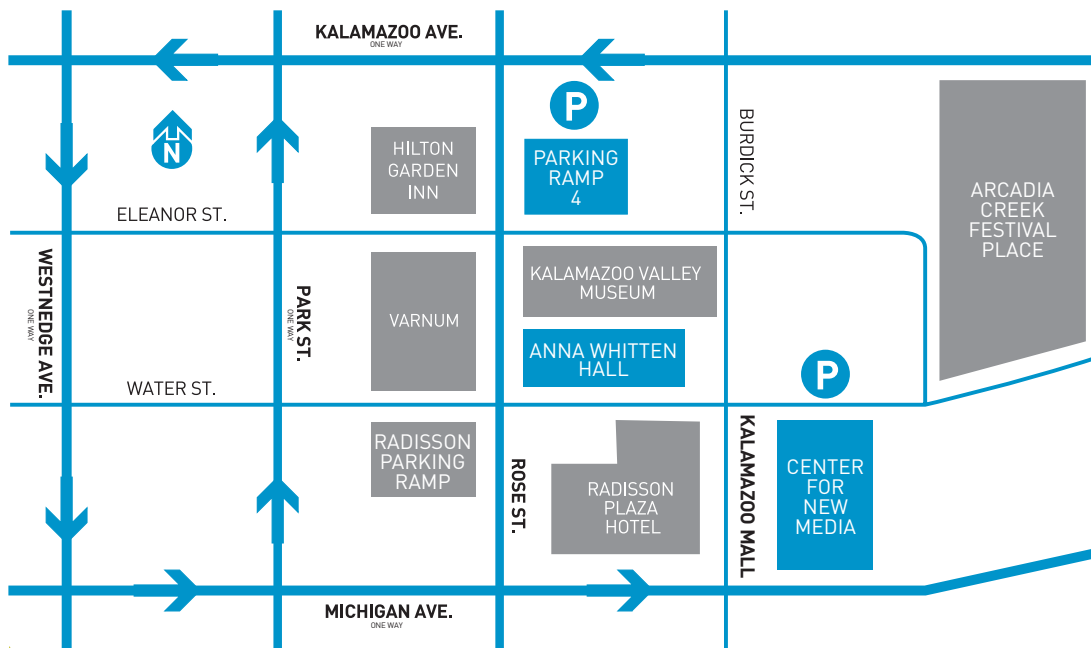 KALAMAZOO AVE.
ONE WAY
P
BURDICK ST.
N
HILTON
GARDEN
INN
PARKING
RAMP
4
ARCADIA
CREEK
FESTIVAL
PLACE
ELEANOR ST.
WESTNEDGE AVE.
ONE WAY
PARK ST.
ONE WAY
VARNUM
KALAMAZOO VALLEY
MUSEUM
ANNA WHITTEN
HALL
P
WATER ST.
RADISSON
PARKING
RAMP
ROSE ST.
RADISSON
PLAZA
HOTEL
KALAMAZOO MALL
CENTER
FOR
NEW
MEDIA
MICHIGAN AVE.
ONE WAY